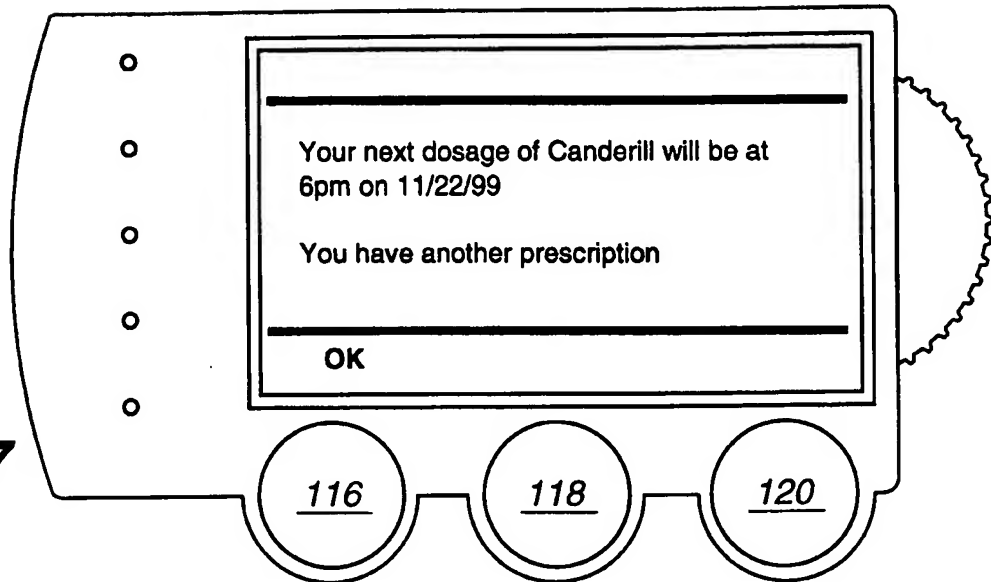 Your next dosage of Canderill will be at
6pm on 11/22/99
You have another prescription
OK
116
118
120